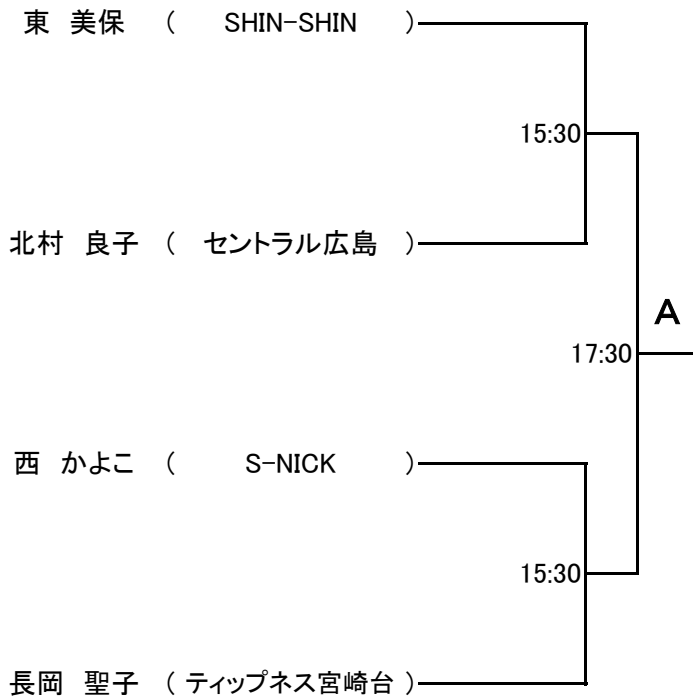 東 美保 ( SHIN-SHIN )
15:30
北村 良子 ( セントラル広島 )
A
17:30
西 かよこ ( S-NICK )
15:30
長岡 聖子 ( ティップネス宮崎台 )